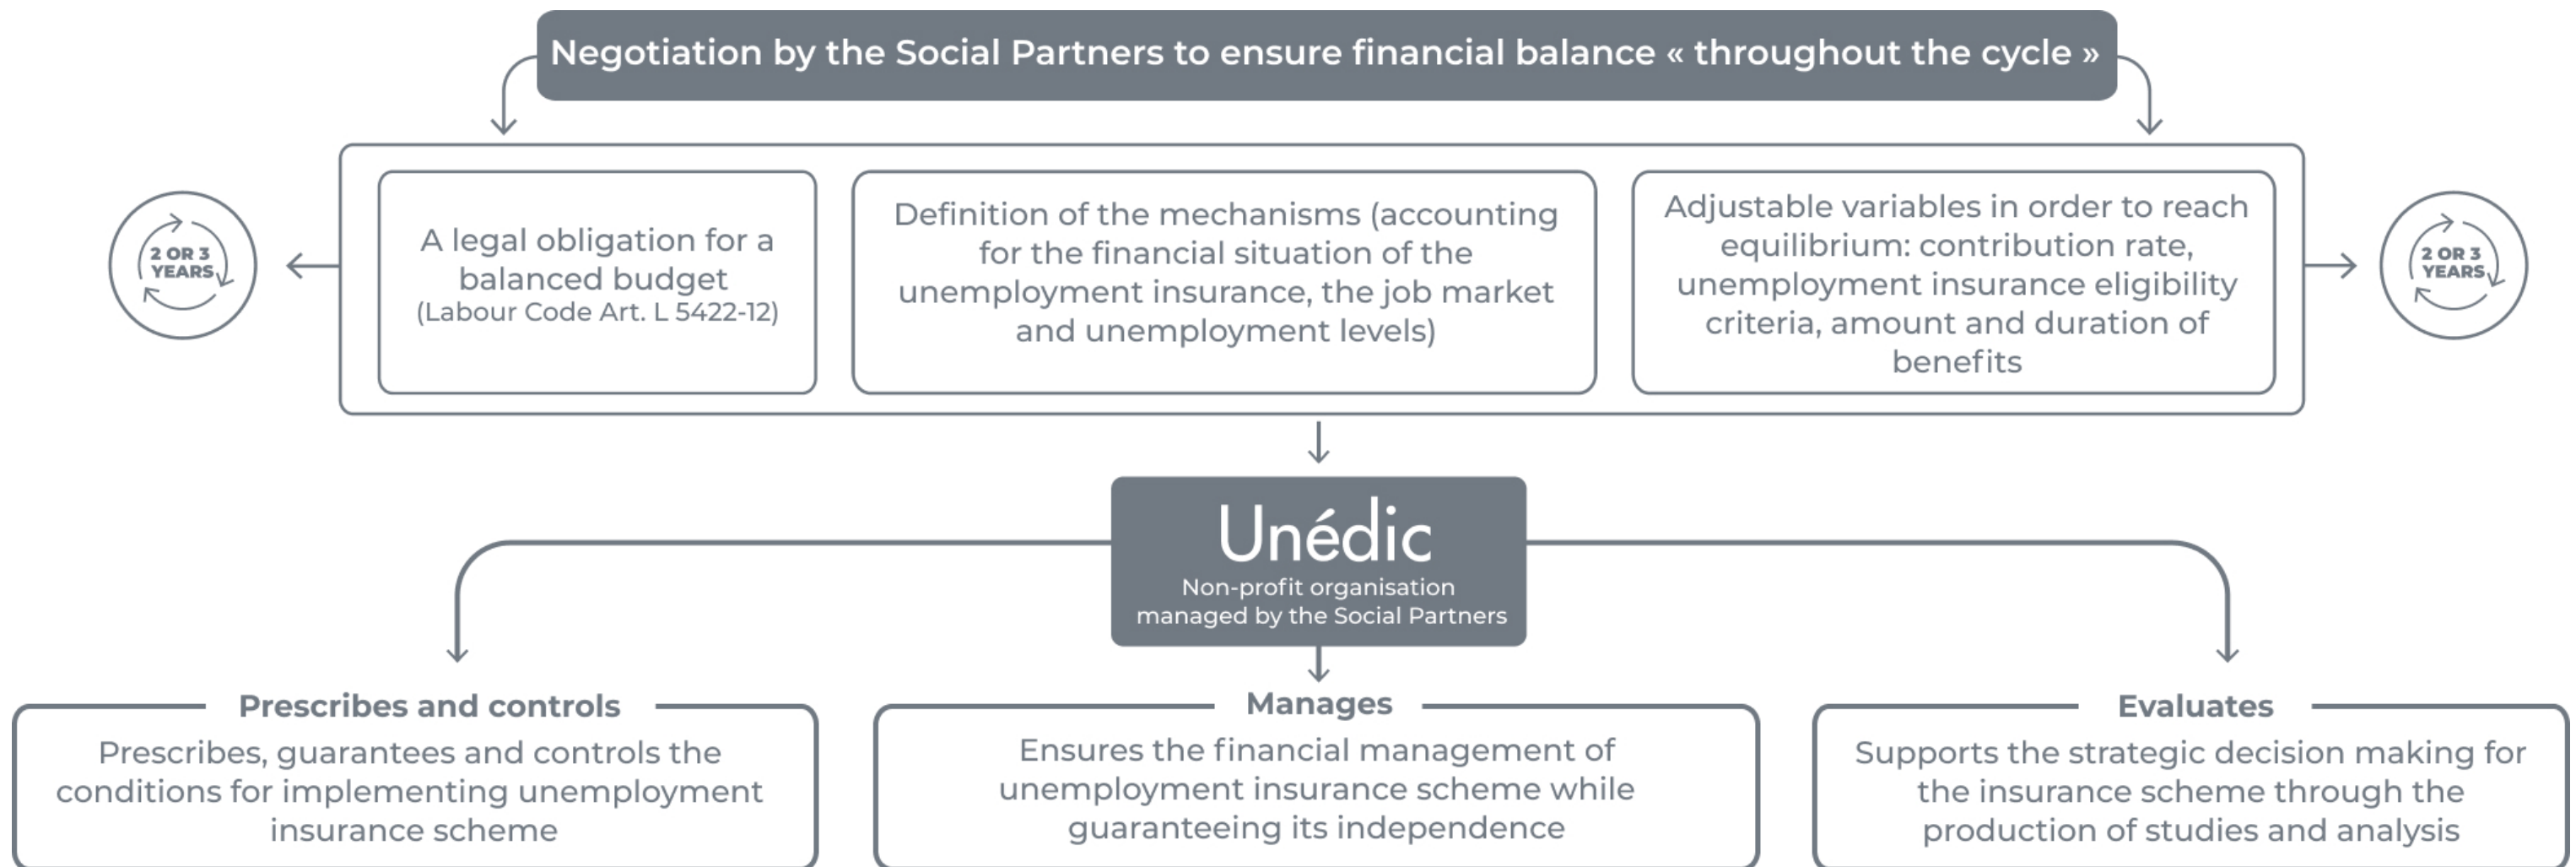 Negotiation by the Social Partners to ensure financial balance « throughout the cycle »
2 OR 3
YEARS
A legal obligation for a
balanced budget
(Labour Code Art. L 5422-12)
Definition of the mechanisms (accounting
for the financial situation of the
unemployment insurance, the job market
and unemployment levels)
Adjustable variables in order to reach
equilibrium: contribution rate,
unemployment insurance eligibility
criteria, amount and duration of
benefits
2 OR 3
YEARS
Unédic
Non-profit organisation
managed by the Social Partners
Prescribes and controls
Prescribes, guarantees and controls the
conditions for implementing unemployment
insurance scheme
Manages
Ensures the financial management of
unemployment insurance scheme while
guaranteeing its independence
Evaluates
Supports the strategic decision making for
the insurance scheme through the
production of studies and analysis